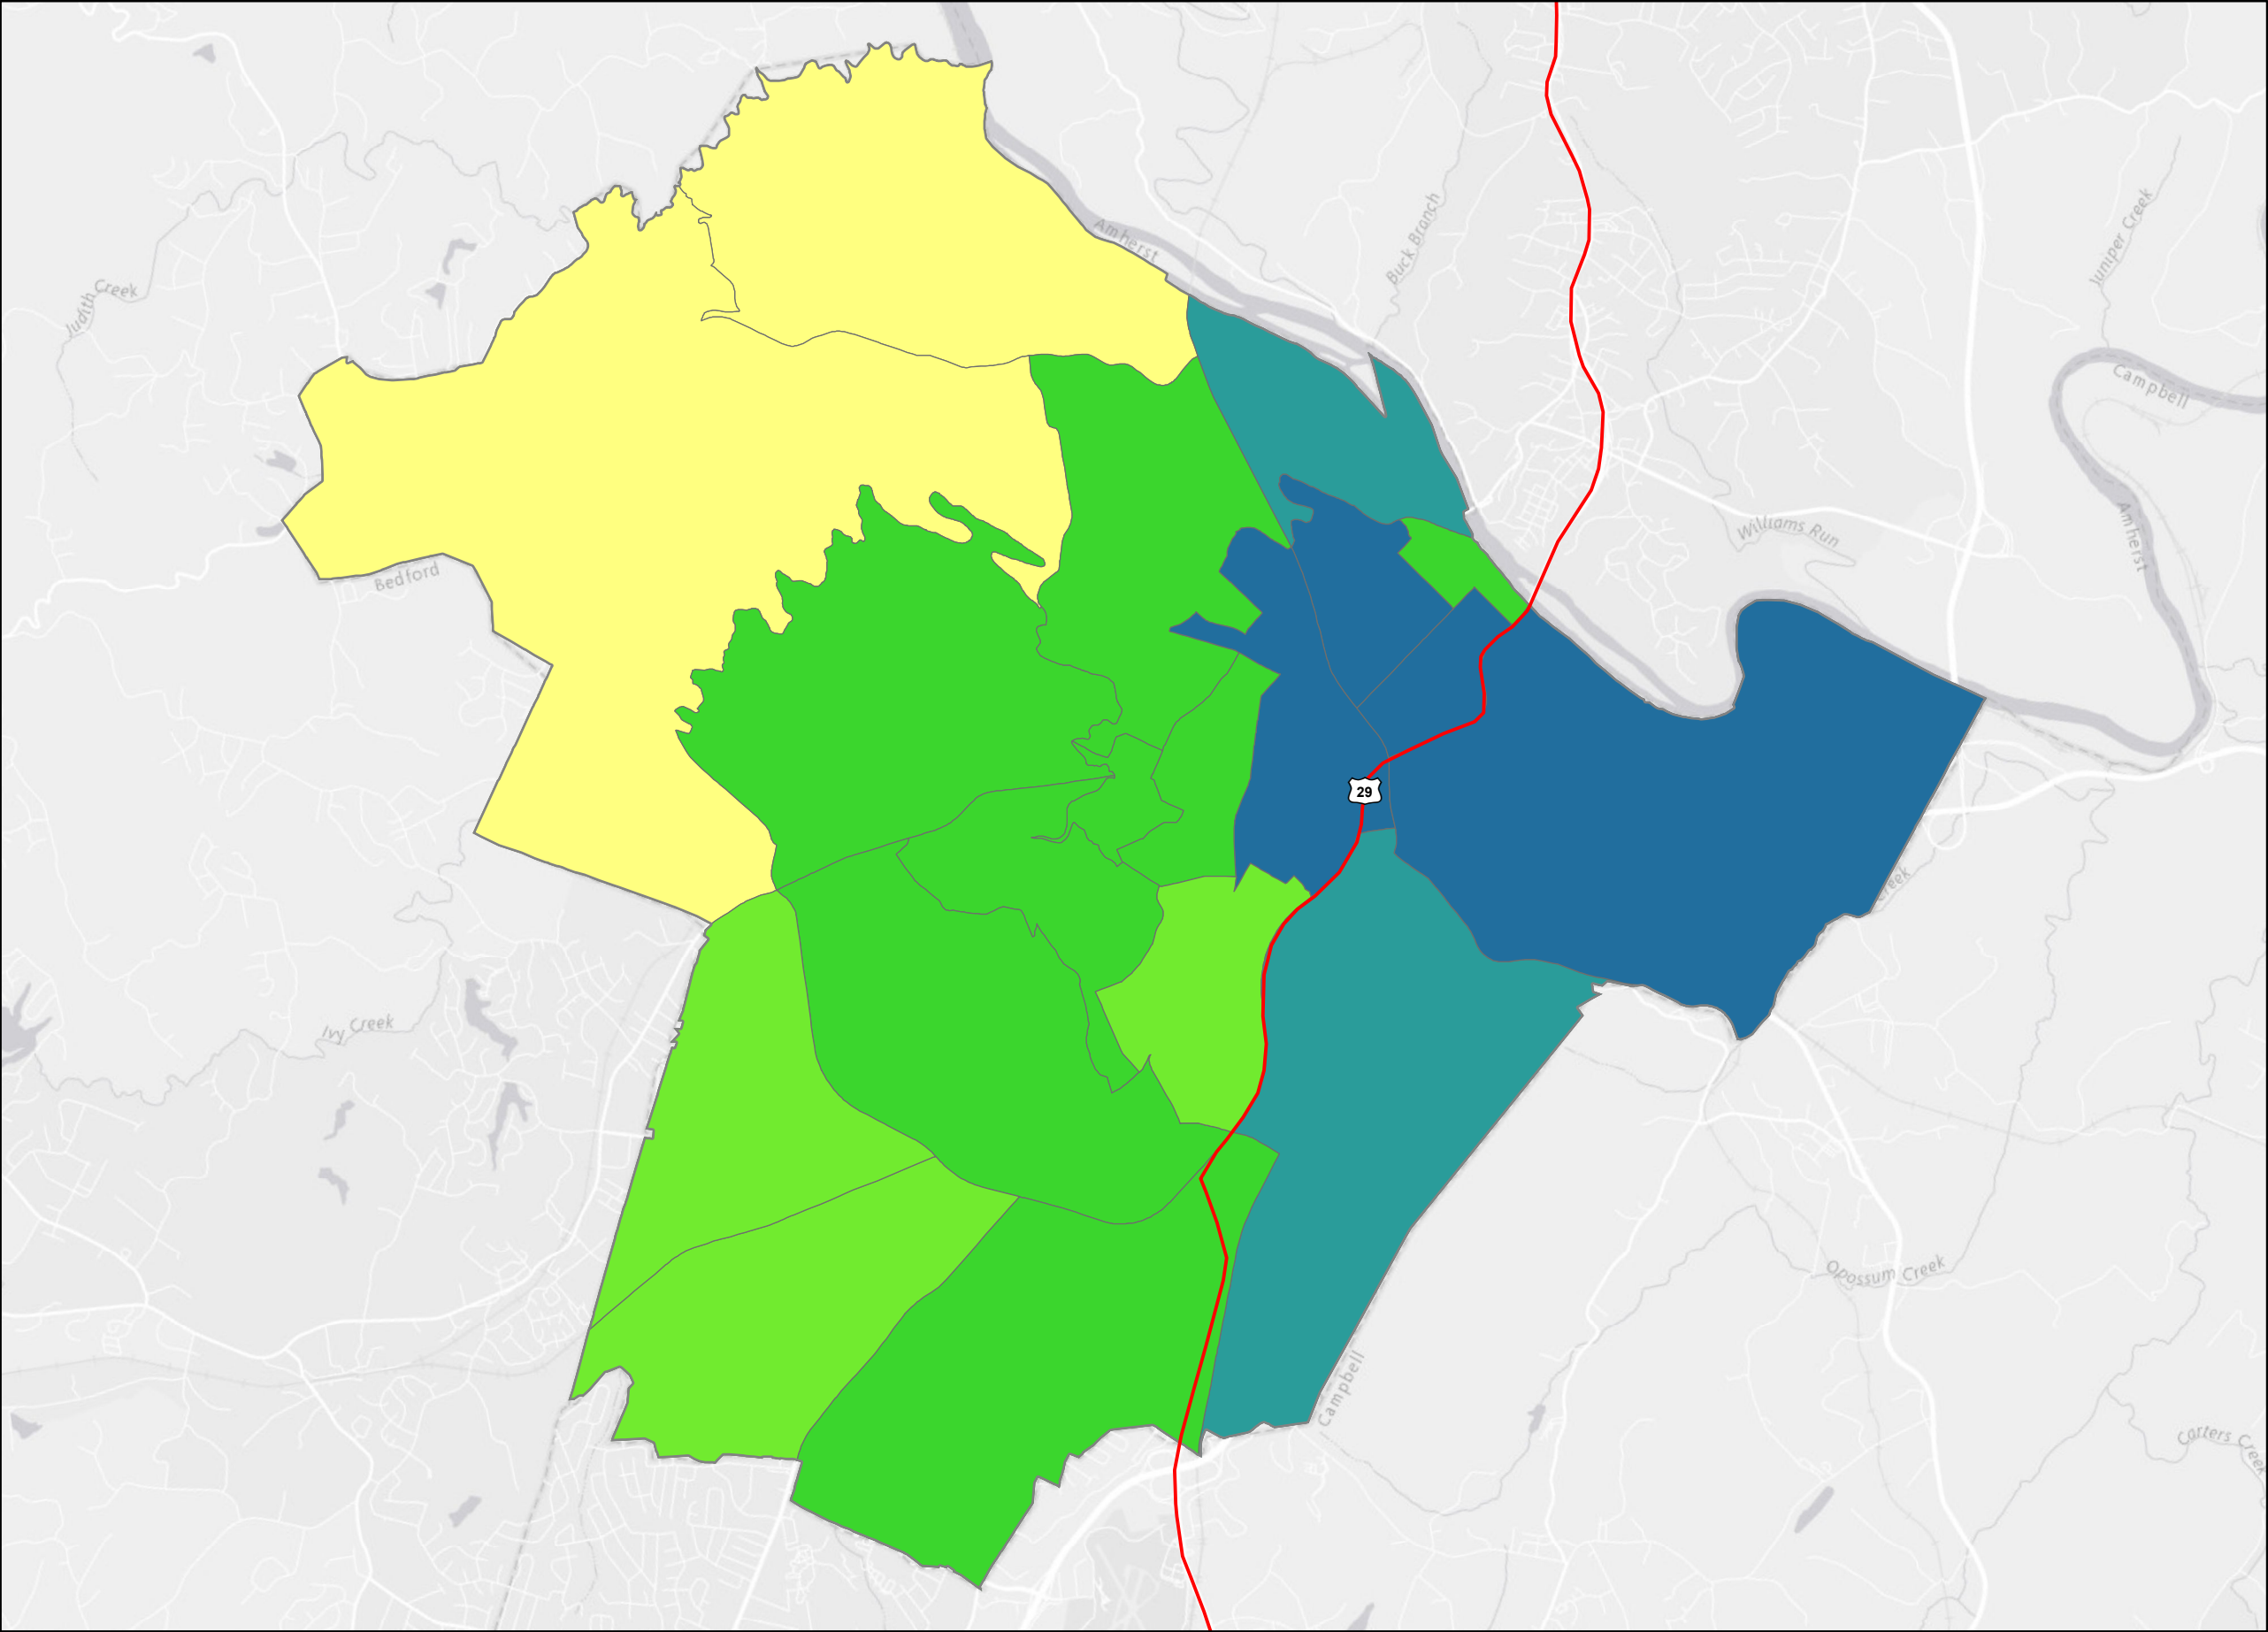 Amherst
Buck Branch
Juniper Creek
Judith Creek
Campbell
Williams Run
Amherst
Bedford
29
Creek
Ivy Creek
Opossum Creek
Campbell
Carters Creek